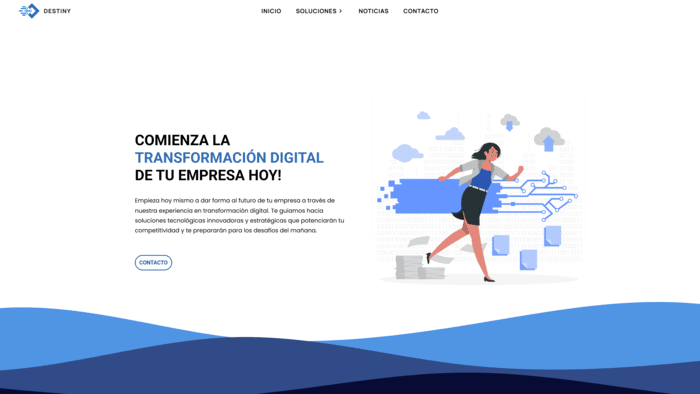 DESTINY
INICIO
SOLUCIONES
NOTICIAS
CONTACTO
COMIENZA LA
TRANSFORMACIÓN DIGITAL
DE TU EMPRESA HOY!
Empieza hoy mismo a dar forma al futuro de tu empresa a través de
nuestra experiencia en transformación digital. Te guiamos hacia
soluciones tecnológicas innovadoras y estratégicas que potenciarán tu
competitividad y te prepararán para los desafíos del mañana.
CONTACTO